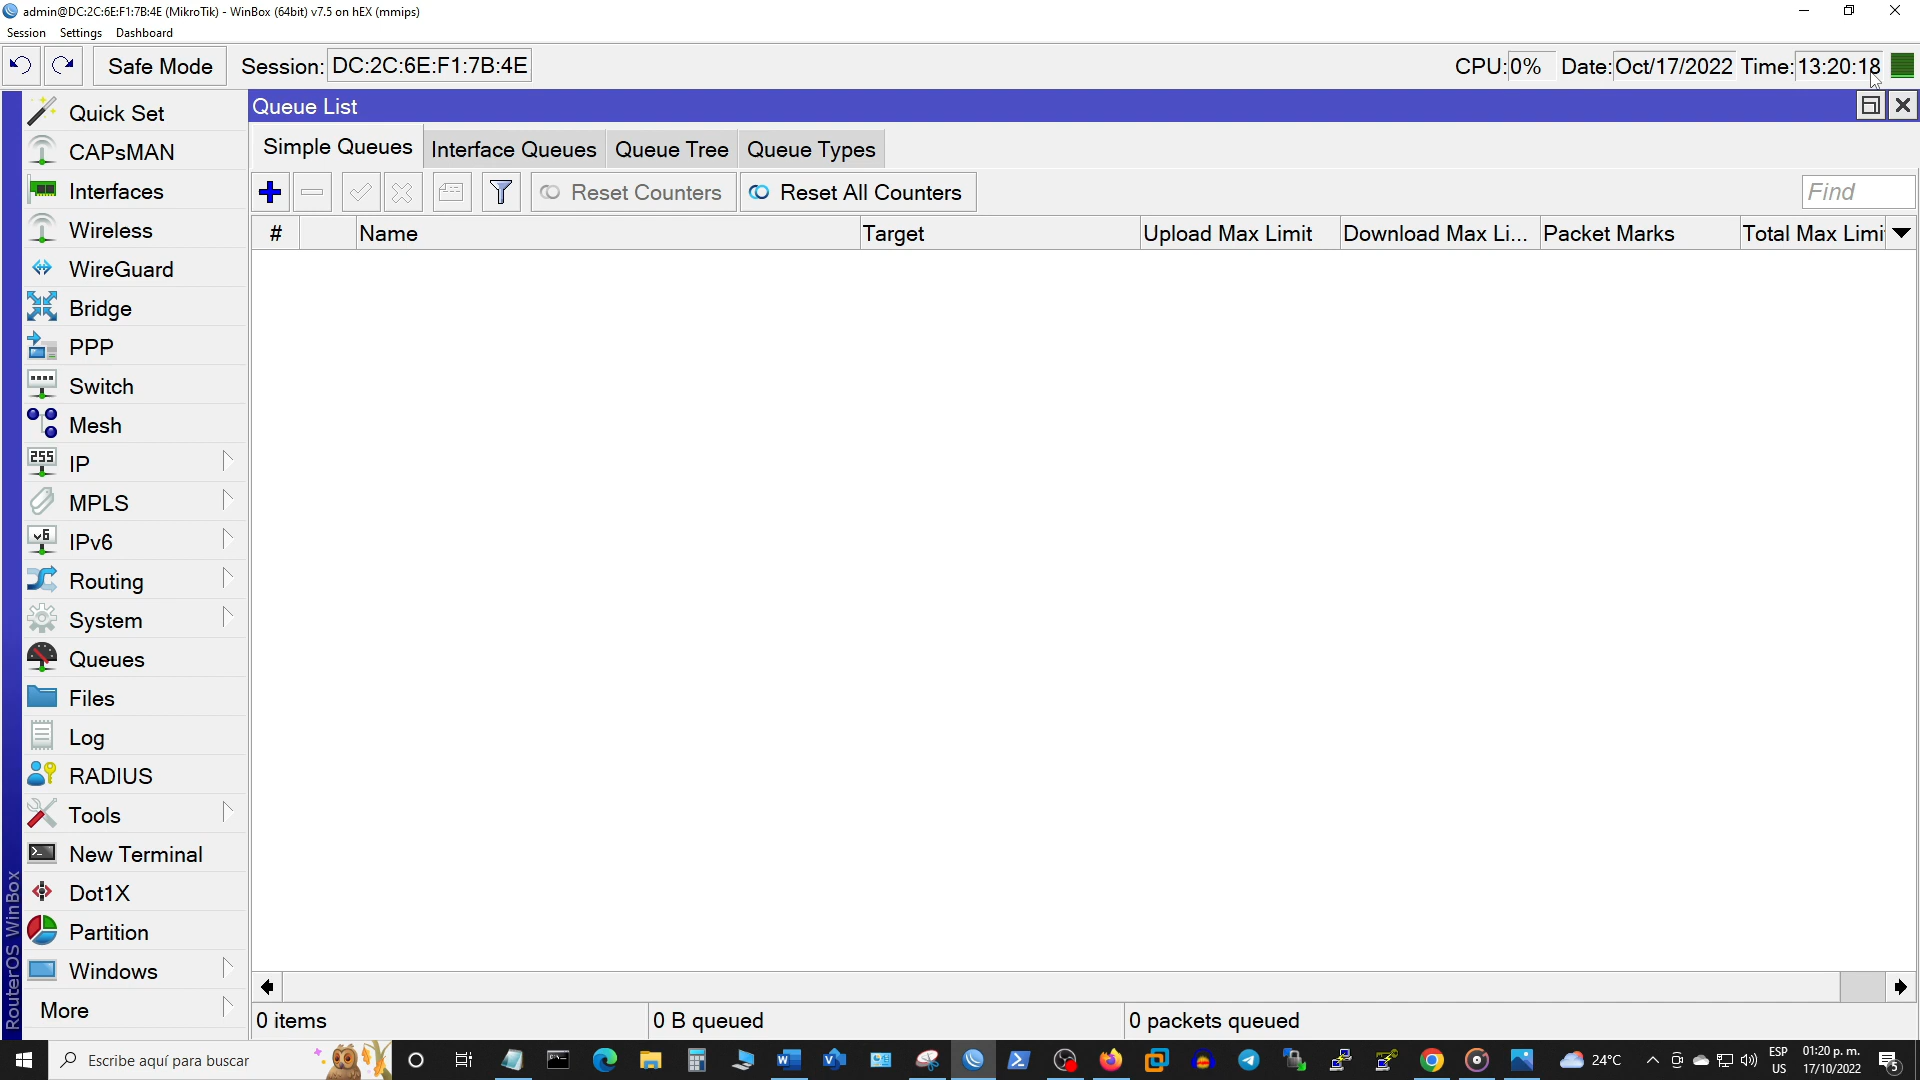 admin@DC:2C:6E:F1:7B:4E (MikroTik) - WinBox (64bit) v7.5 on hEX (mmips)
Session Settings Dashboard
Safe Mode Session: DC:2C:6E:F1:7B:4E CPU: 0% Date: Oct/17/2022 Time: 13:20:18
Quick Set
CAPsMAN
Interfaces
Wireless
WireGuard
Bridge
PPP
Switch
Mesh
255 IP
MPLS
v6 IPv6
Routing
System
Queues
Files
Log
RADIUS
Tools
New Terminal
Dot1X
Partition
Windows
More
RouterOS WinBox
Queue List
Simple Queues Interface Queues Queue Tree Queue Types
Reset Counters Reset All Counters Find
# Name Target Upload Max Limit Download Max Li... Packet Marks Total Max Limi
0 items 0 B queued 0 packets queued
Escribe aquí para buscar 24°C ESP 01:20 p. m.
US 17/10/2022 5